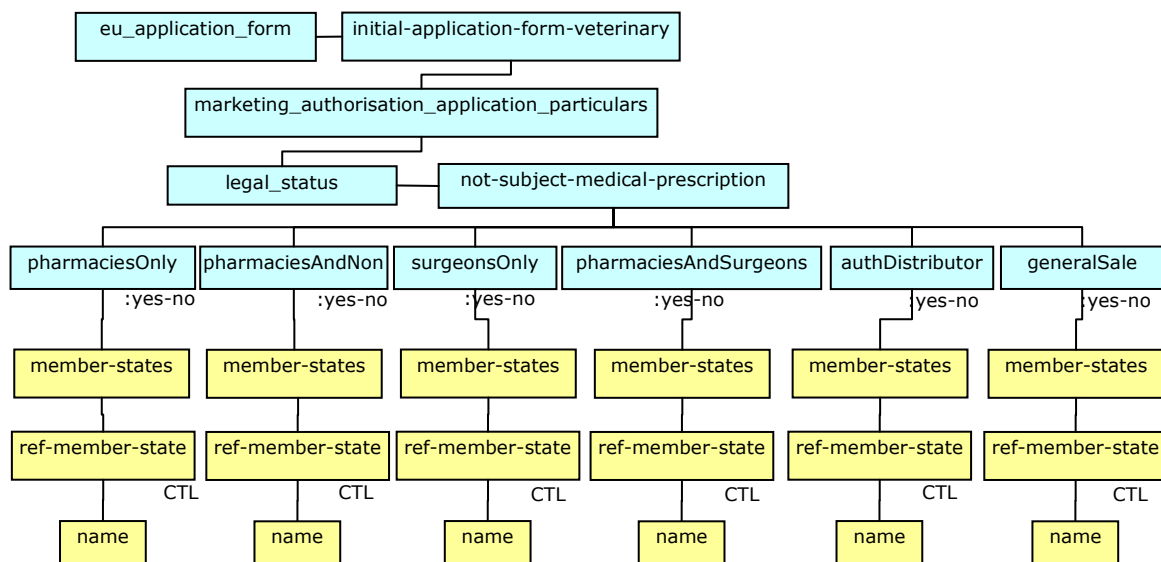 eu_application_form initial-application-form-veterinary
marketing_authorisation_application_particulars
legal_status not-subject-medical-prescription
pharmaciesOnly pharmaciesAndNon surgeonsOnly pharmaciesAndSurgeons authDistributor generalSale
:yes-no :yes-no :yes-no :yes-no :yes-no :yes-no
member-states member-states member-states member-states member-states member-states
ref-member-state ref-member-state ref-member-state ref-member-state ref-member-state ref-member-state
CTL CTL CTL CTL CTL CTL
name name name name name name